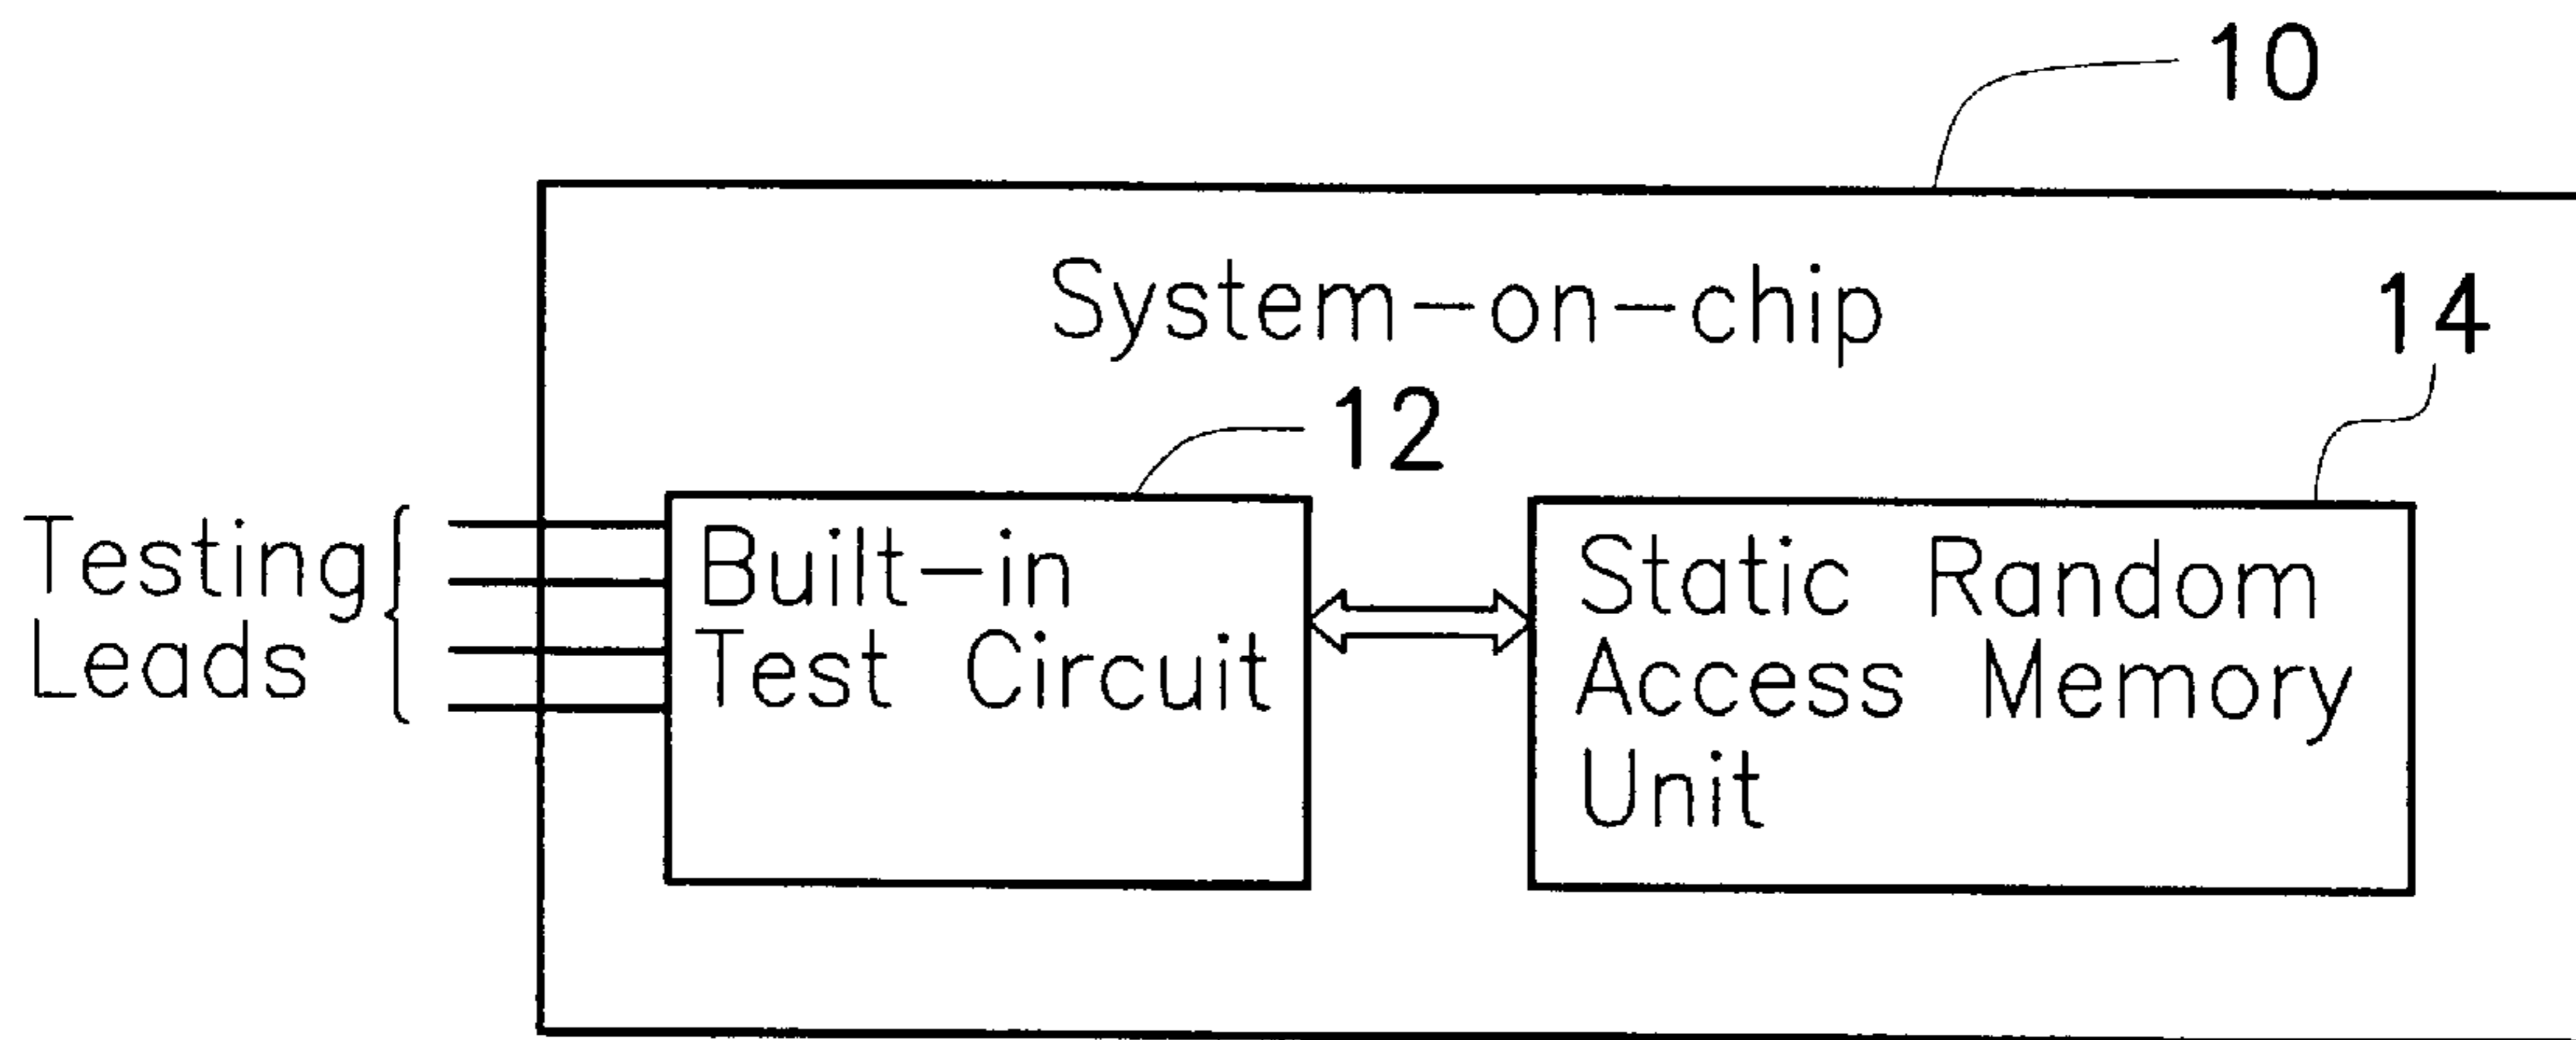 10
System-on-chip
14
12
Testing
Leads
Built-in
Test Circuit
Static Random
Access Memory
Unit